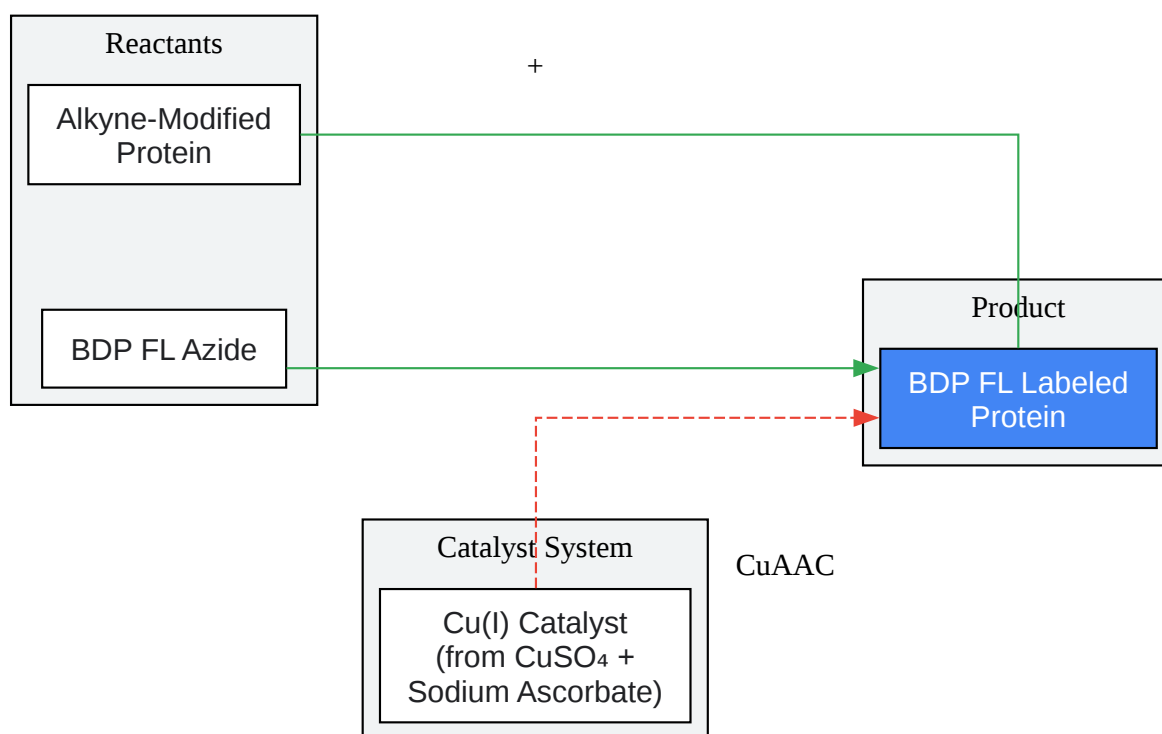 Reactants
+
Alkyne-Modified
Protein
BDP FL Azide
Product
BDP FL Labeled
Protein
Catalyst System
CuAAC
Cu(I) Catalyst
(from CuSO₄ +
Sodium Ascorbate)